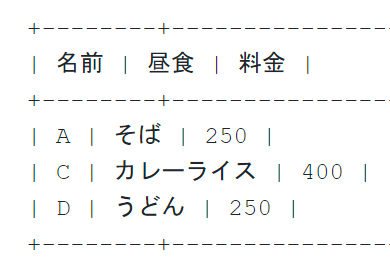 +--------+---------------
| 名前 | 昼食 | 料金 |
+--------+---------------
| A | そば | 250 |
| C | カレーライス | 400 |
| D | うどん | 250 |
+--------+---------------